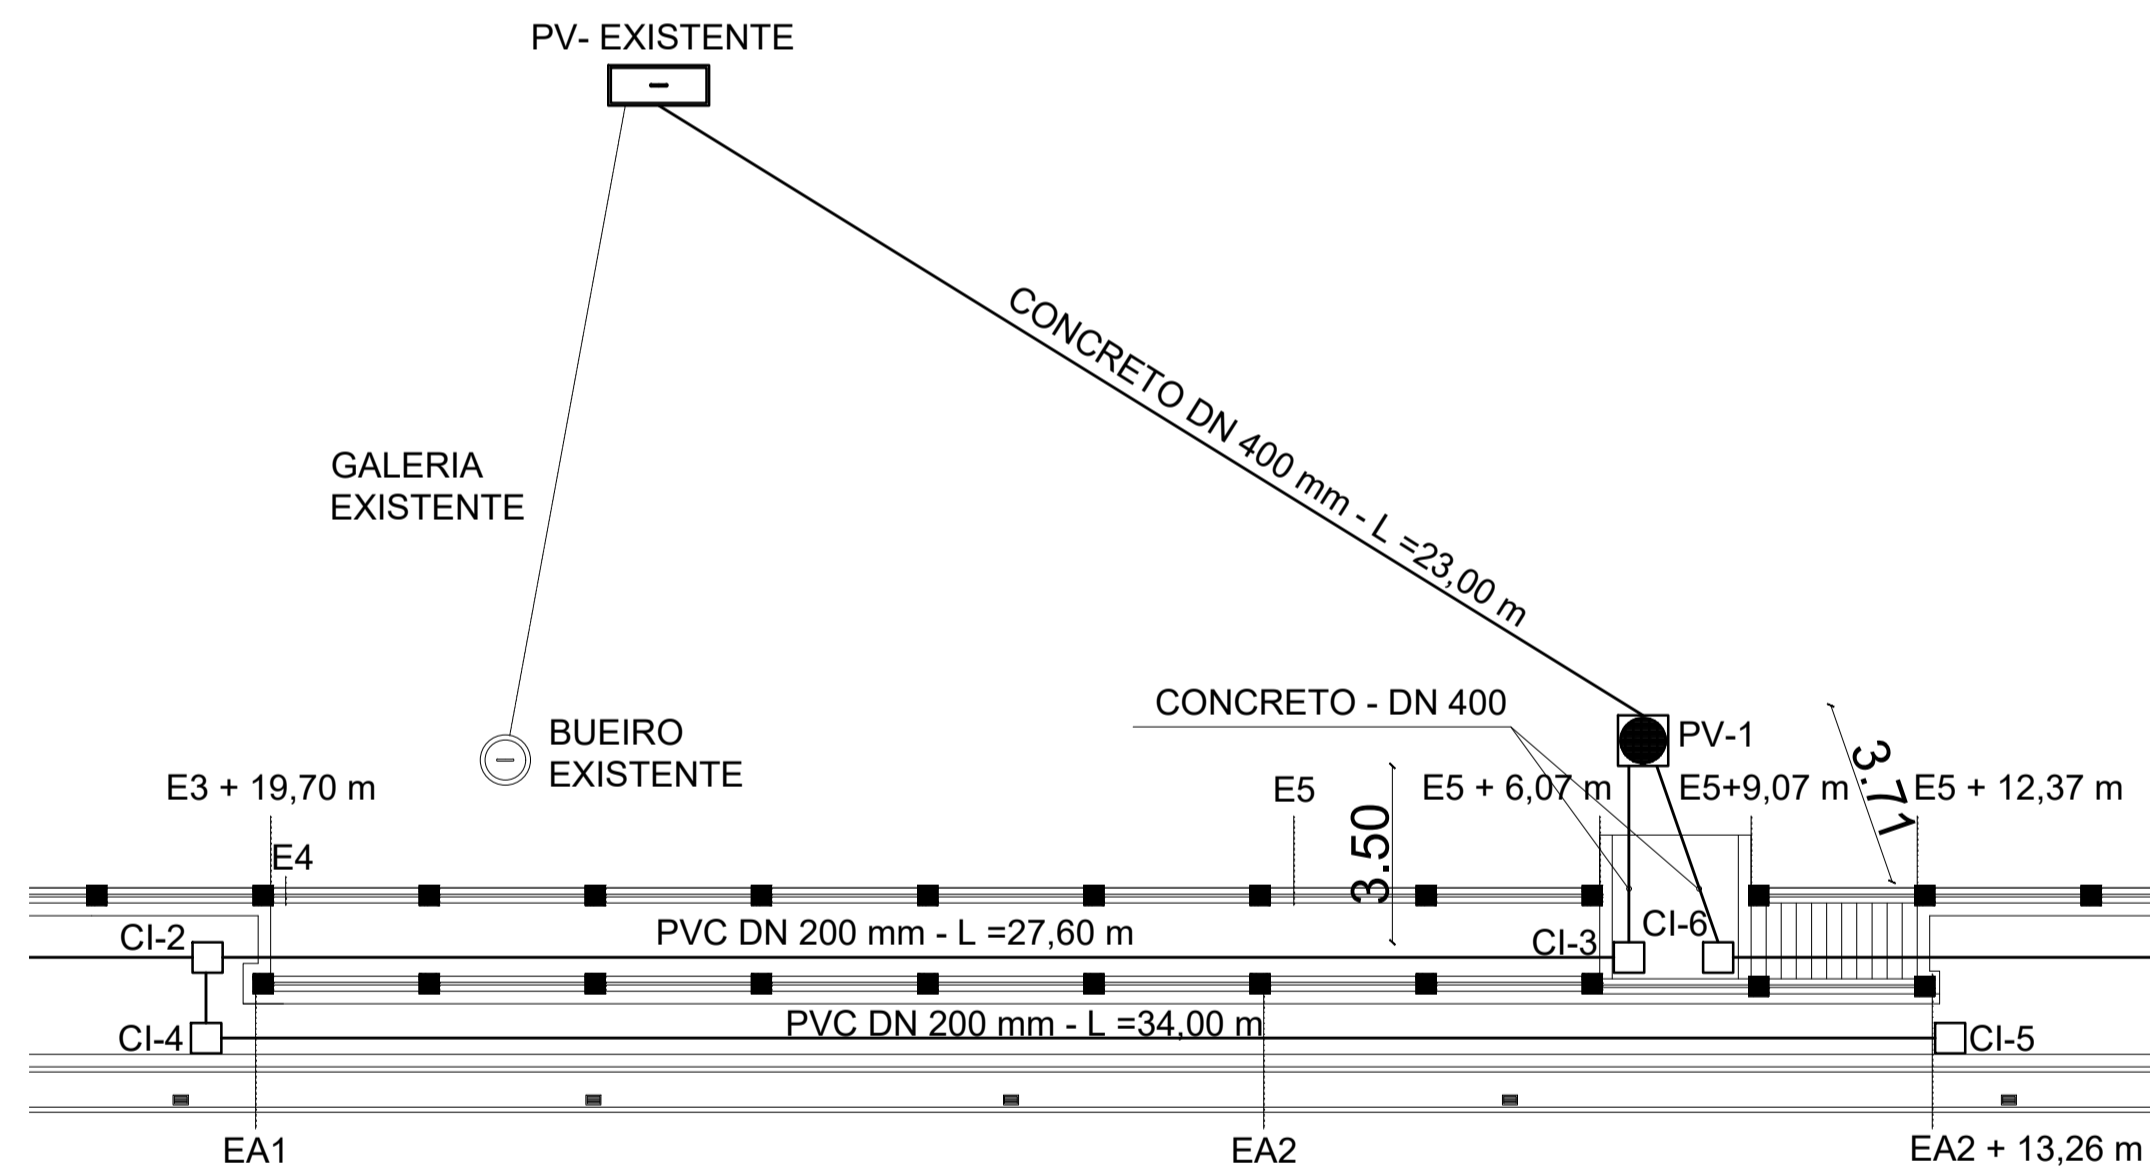 PV- EXISTENTE
CONCRETO DN 400 mm - L =23,00 m
GALERIA
EXISTENTE
BUEIRO
EXISTENTE
CONCRETO - DN 400
PV-1
E3 + 19,70 m
E5
E5 + 6,07 m
E5+9,07 m
3.71
E5 + 12,37 m
E4
3.50
CI-2
PVC DN 200 mm - L =27,60 m
CI-3
CI-6
CI-4
PVC DN 200 mm - L =34,00 m
CI-5
EA1
EA2
EA2 + 13,26 m